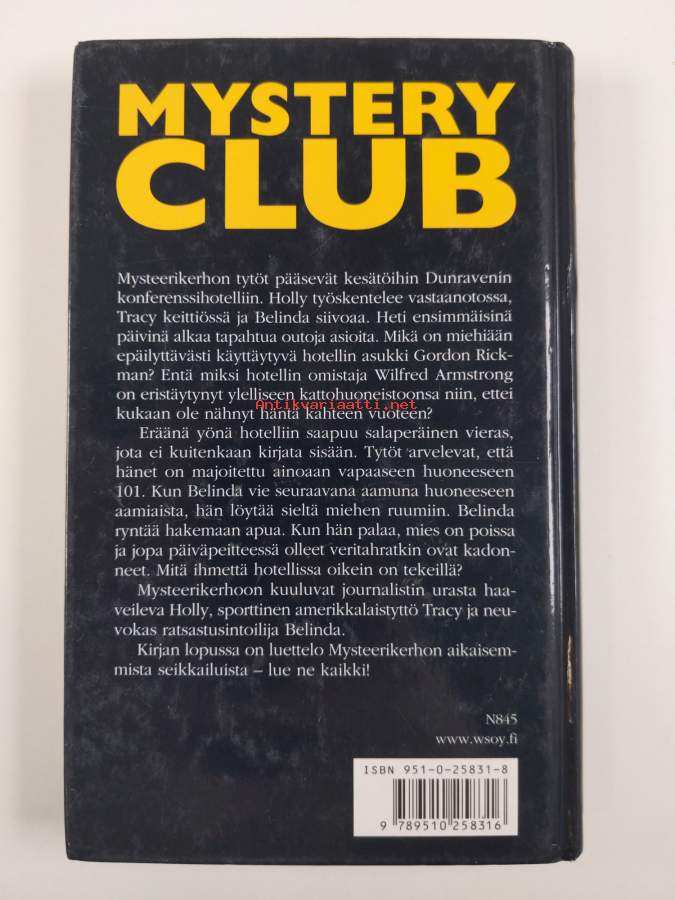 MYSTERY
CLUB
Mysteerikerhon tytöt pääsevät kesätöihin Dunravenin
konferenssihotelliin. Holly työskentelee vastaanotossa,
Tracy keittiössä ja Belinda siivoaa. Heti ensimmäisinä
päivinä alkaa tapahtua outoja asioita. Mikä on miehiään
epäilyttävästi käyttäytyvä hotellin asukki Gordon Rick-
man? Entä miksi hotellin omistaja Wilfred Armstrong
on eristäytynyt ylelliseen kattohuoneistoonsa niin, ettei
Antikvariaatti.net
kukaan ole nähnyt häntä kahteen vuoteen?
Eräänä yönä hotelliin saapuu salaperäinen vieras,
jota ei kuitenkaan kirjata sisään. Tytöt arvelevat, että
hänet on majoitettu ainoaan vapaaseen huoneeseen
101. Kun Belinda vie seuraavana aamuna huoneeseen
aamiaista, hän löytää sieltä miehen ruumiin. Belinda
ryntää hakemaan apua. Kun hän palaa, mies on poissa
ja jopa päiväpeitteessä olleet veritahratkin ovat kadon-
neet. Mitä ihmettä hotellissa oikein on tekeillä?
Mysteerikerhoon kuuluvat journalistin urasta haa-
veileva Holly, sporttinen amerikkalaistyttö Tracy ja neu-
vokas ratsastusintoilija Belinda.
Kirjan lopussa on luettelo Mysteerikerhon aikaisem-
mista seikkailuista – lue ne kaikki!
N845
www.wsoy.fi
ISBN 951-0-25831-8
9 789510 258316